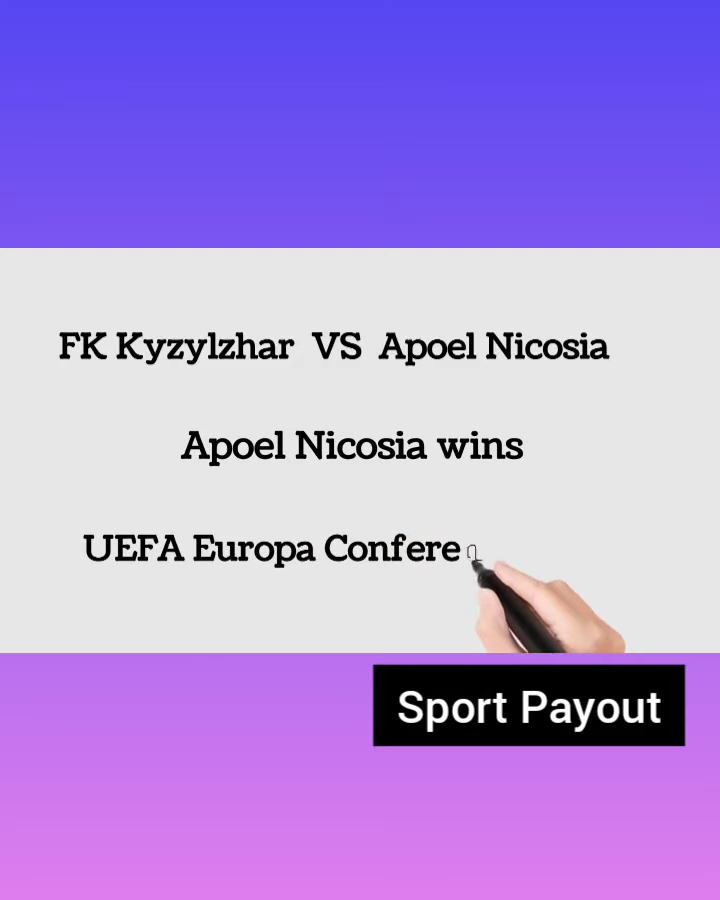 FK Kyzylzhar VS Apoel Nicosia
Apoel Nicosia wins
UEFA Europa Confere
Sport Payout